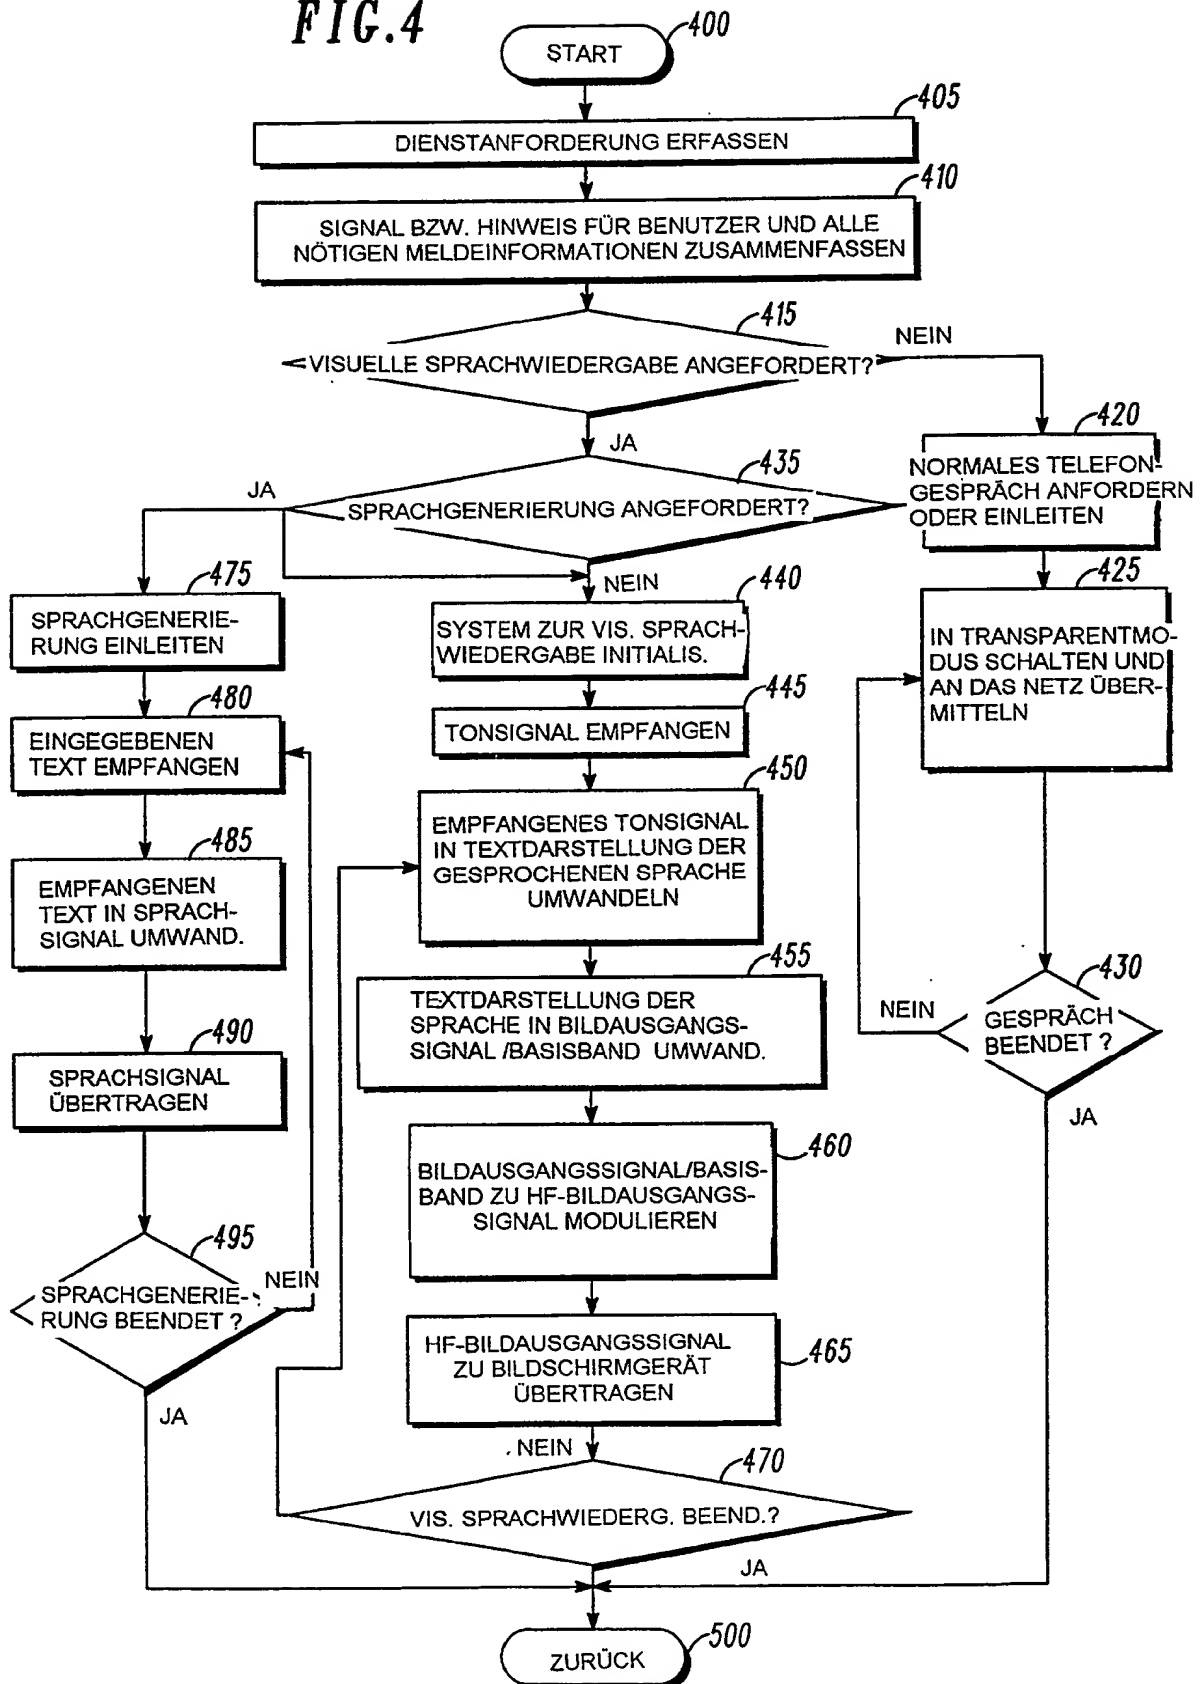 FIG.4
START
400
405
DIENSTANFORDERUNG ERFASSEN
410
SIGNAL BZW. HINWEIS FÜR BENUTZER UND ALLE
NÖTIGEN MELDEINFORMATIONEN ZUSAMMENFASSEN
415
VISUELLE SPRACHWIEDERGABE ANGEFORDERT?
NEIN
JA
420
NORMALES TELEFON-
GESPRÄCH ANFORDERN
ODER EINLEITEN
435
SPRACHGENERIERUNG ANGEFORDERT?
JA
NEIN
425
IN TRANSPARENTMO-
DUS SCHALTEN UND
AN DAS NETZ ÜBER-
MITTELN
430
GESPRÄCH
BEENDET ?
NEIN
JA
440
SYSTEM ZUR VIS. SPRACH-
WIEDERGABE INITIALIS.
445
TONSIGNAL EMPFANGEN
450
EMPFANGENES TONSIGNAL
IN TEXTDARSTELLUNG DER
GESPROCHENEN SPRACHE
UMWANDELN
455
TEXTDARSTELLUNG DER
SPRACHE IN BILDAUSGANGS-
SIGNAL /BASISBAND UMWAND.
460
BILDAUSGANGSSIGNAL/BASIS-
BAND ZU HF-BILDAUSGANGS-
SIGNAL MODULIEREN
465
HF-BILDAUSGANGSSIGNAL
ZU BILDSCHIRMGERÄT
ÜBERTRAGEN
NEIN
470
VIS. SPRACHWIEDERG. BEEND.?
JA
475
SPRACHGENERIE-
RUNG EINLEITEN
480
EINGEGEBENEN
TEXT EMPFANGEN
485
EMPFANGENEN
TEXT IN SPRACH-
SIGNAL UMWAND.
490
SPRACHSIGNAL
ÜBERTRAGEN
495
SPRACHGENERIE-
RUNG BEENDET ?
NEIN
JA
500
ZURÜCK